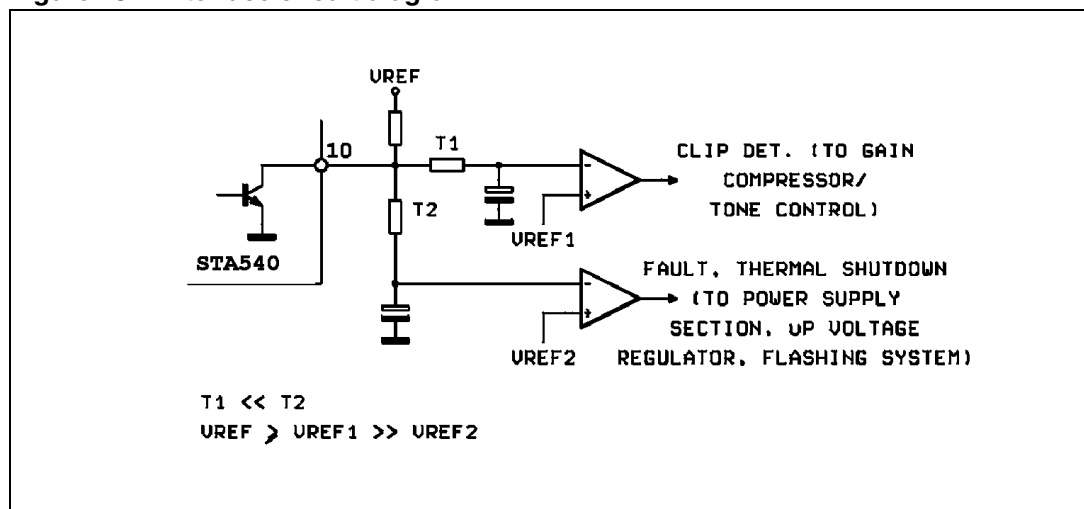 VREF
10
T1
CLIP DET. (TO GAIN
COMPRESSOR/
TONE CONTROL)
T2
VREF1
STA540
FAULT, THERMAL SHUTDOWN
(TO POWER SUPPLY
SECTION, uP VOLTAGE
REGULATOR, FLASHING SYSTEM)
VREF2
T1 << T2
VREF ⩾ VREF1 >> VREF2